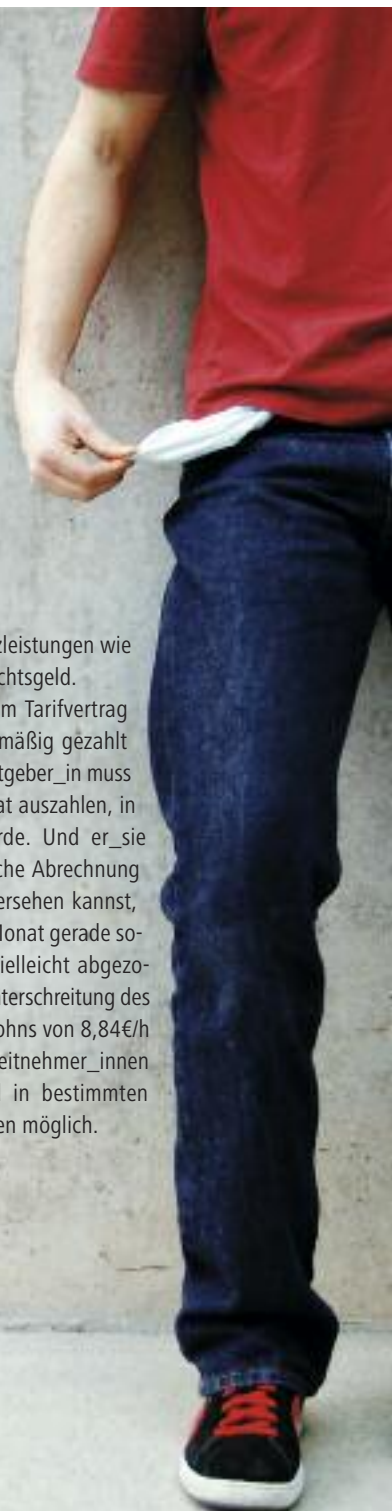 zleistungen wie
chtsgeld.
m Tarifvertrag
mäßig gezahlt
tgeber_in muss
at auszahlen, in
rde. Und er_sie
che Abrechnung
ersehen kannst,
Monat gerade so-
ielleicht abgezo-
nterschreitung des
ohns von 8,84€/h
eitnehmer_innen
l in bestimmten
en möglich.